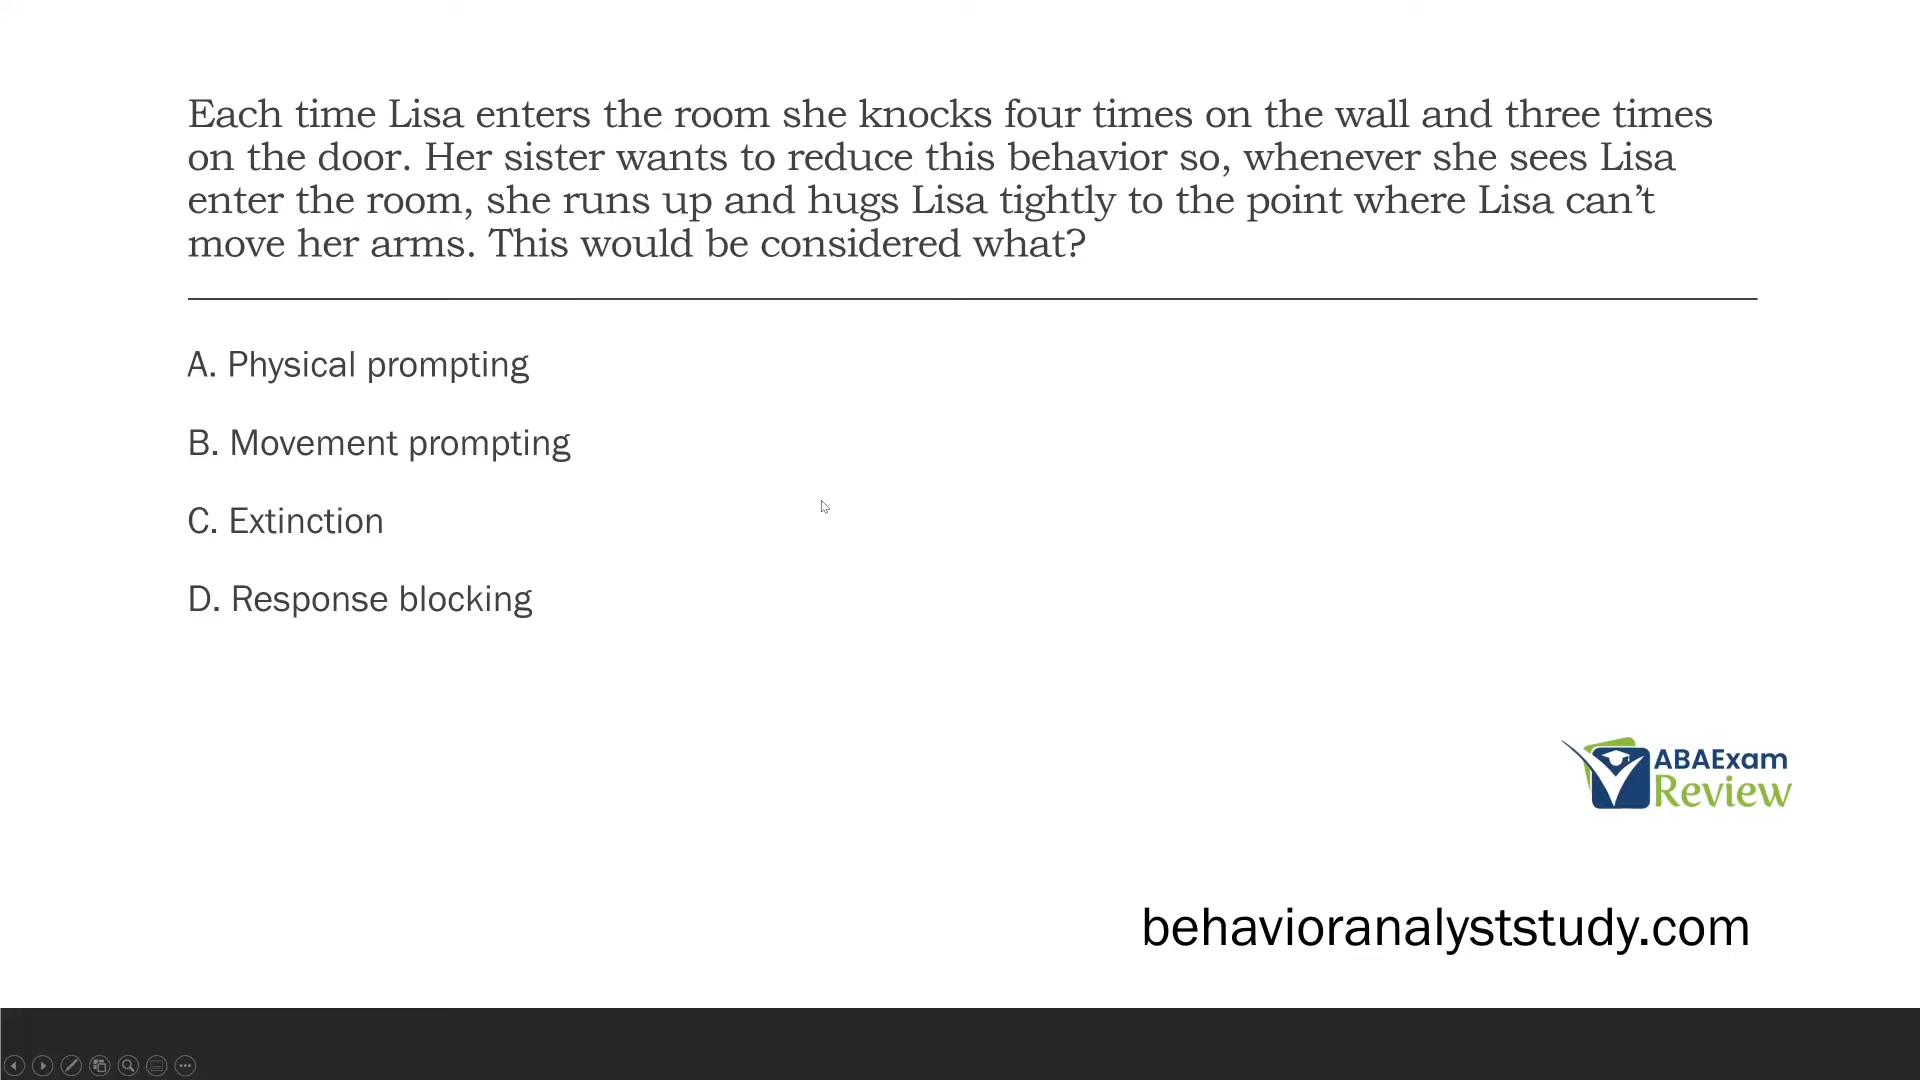 Each time Lisa enters the room she knocks four times on the wall and three times
on the door. Her sister wants to reduce this behavior so, whenever she sees Lisa
enter the room, she runs up and hugs Lisa tightly to the point where Lisa can’t
move her arms. This would be considered what?
A. Physical prompting
B. Movement prompting
C. Extinction
D. Response blocking
ABAExam
Review
behavioranalyststudy.com